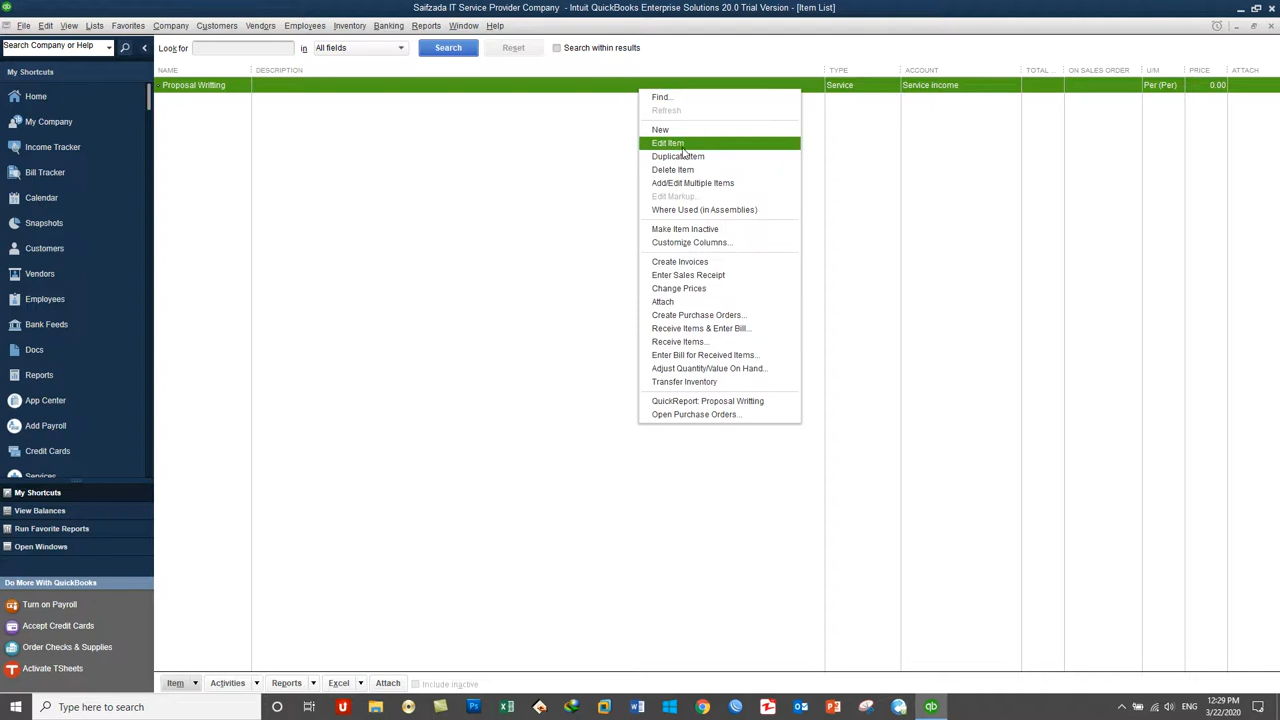 Saifzada IT Service Provider Company - Intuit QuickBooks Enterprise Solutions 20.0 Trial Version - [Item List]
File Edit View Lists Favorites Company Customers Vendors Employees Inventory Banking Reports Window Help
Search Company or Help
Look for in All fields Search Reset Search within results
My Shortcuts
NAME DESCRIPTION TYPE ACCOUNT TOTAL ... ON SALES ORDER U/M PRICE ATTACH
Proposal Writting Service Service income Per (Per) 0.00
Home
My Company
Income Tracker
Bill Tracker
Calendar
Snapshots
Customers
Vendors
Employees
Bank Feeds
Docs
Reports
App Center
Add Payroll
Credit Cards
Services
Find...
Refresh
New
Edit Item
Duplicate Item
Delete Item
Add/Edit Multiple Items
Edit Markup...
Where Used (in Assemblies)
Make Item Inactive
Customize Columns...
Create Invoices
Enter Sales Receipt
Change Prices
Attach
Create Purchase Orders...
Receive Items & Enter Bill...
Receive Items...
Enter Bill for Received Items...
Adjust Quantity/Value On Hand...
Transfer Inventory
QuickReport: Proposal Writting
Open Purchase Orders...
My Shortcuts
View Balances
Run Favorite Reports
Open Windows
Do More With QuickBooks
Turn on Payroll
Accept Credit Cards
Order Checks & Supplies
Activate TSheets
Item Activities Reports Excel Attach Include inactive
Type here to search
12:29 PM
3/22/2020